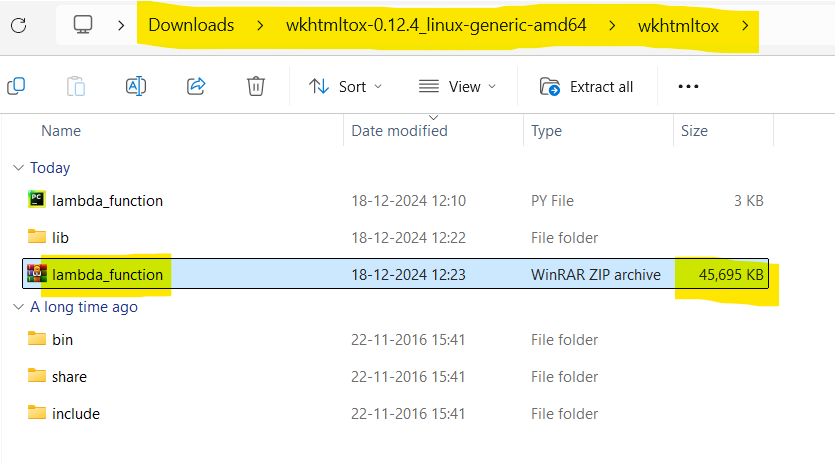 Downloads > wkhtmltox-0.12.4_linux-generic-amd64 > wkhtmltox >
Sort View Extract all ...
Name Date modified Type Size
Today
lambda_function 18-12-2024 12:10 PY File 3 KB
lib 18-12-2024 12:22 File folder
lambda_function 18-12-2024 12:23 WinRAR ZIP archive 45,695 KB
A long time ago
bin 22-11-2016 15:41 File folder
share 22-11-2016 15:41 File folder
include 22-11-2016 15:41 File folder